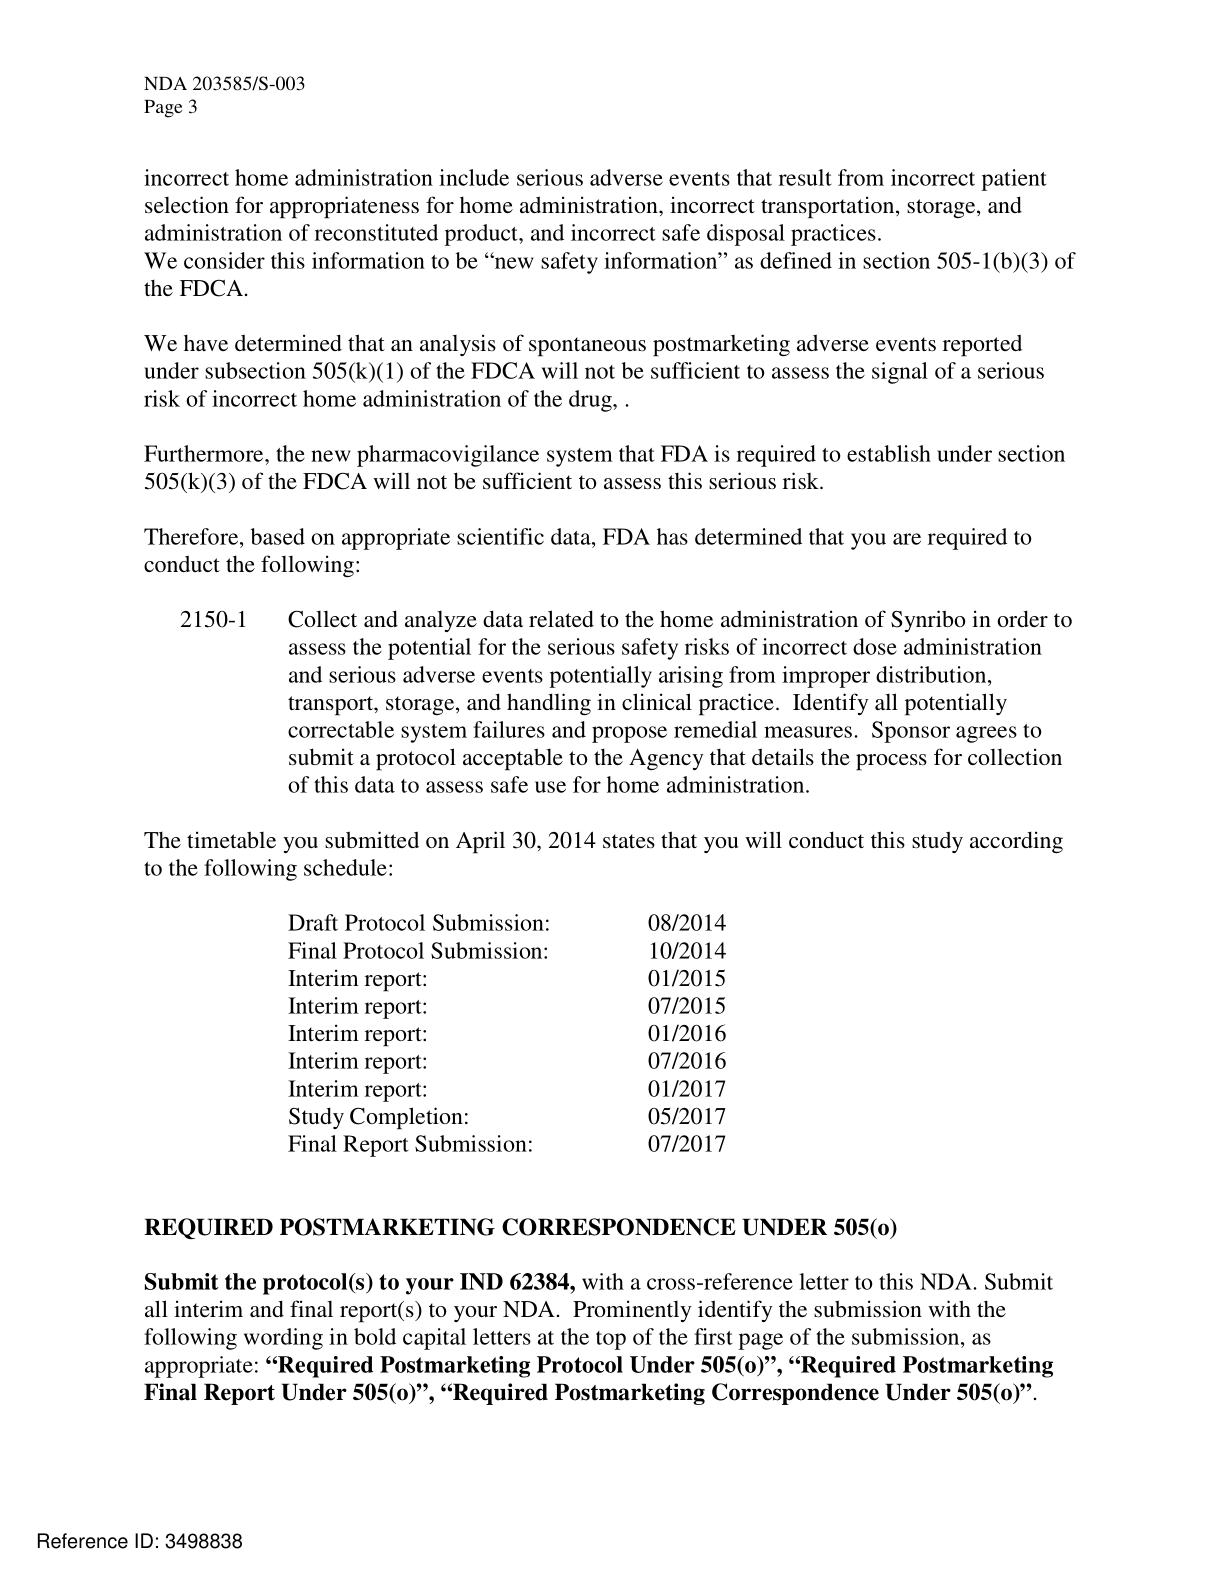 NDA 203585/S-003
Page 3
incorrect home administration include serious adverse events that result from incorrect patient
selection for appropriateness for home administration, incorrect transportation, storage, and
administration of reconstituted product, and incorrect safe disposal practices.
We consider this information to be “new safety information” as defined in section 505-1(b)(3) of
the FDCA.
We have determined that an analysis of spontaneous postmarketing adverse events reported
under subsection 505(k)(1) of the FDCA will not be sufficient to assess the signal of a serious
risk of incorrect home administration of the drug, .
Furthermore, the new pharmacovigilance system that FDA is required to establish under section
505(k)(3) of the FDCA will not be sufficient to assess this serious risk.
Therefore, based on appropriate scientific data, FDA has determined that you are required to
conduct the following:
2150-1 Collect and analyze data related to the home administration of Synribo in order to
assess the potential for the serious safety risks of incorrect dose administration
and serious adverse events potentially arising from improper distribution,
transport, storage, and handling in clinical practice. Identify all potentially
correctable system failures and propose remedial measures. Sponsor agrees to
submit a protocol acceptable to the Agency that details the process for collection
of this data to assess safe use for home administration.
The timetable you submitted on April 30, 2014 states that you will conduct this study according
to the following schedule:
Draft Protocol Submission: 08/2014
Final Protocol Submission: 10/2014
Interim report: 01/2015
Interim report: 07/2015
Interim report: 01/2016
Interim report: 07/2016
Interim report: 01/2017
Study Completion: 05/2017
Final Report Submission: 07/2017
REQUIRED POSTMARKETING CORRESPONDENCE UNDER 505(o)
Submit the protocol(s) to your IND 62384, with a cross-reference letter to this NDA. Submit
all interim and final report(s) to your NDA. Prominently identify the submission with the
following wording in bold capital letters at the top of the first page of the submission, as
appropriate: “Required Postmarketing Protocol Under 505(o)”, “Required Postmarketing
Final Report Under 505(o)”, “Required Postmarketing Correspondence Under 505(o)”.
Reference ID: 3498838